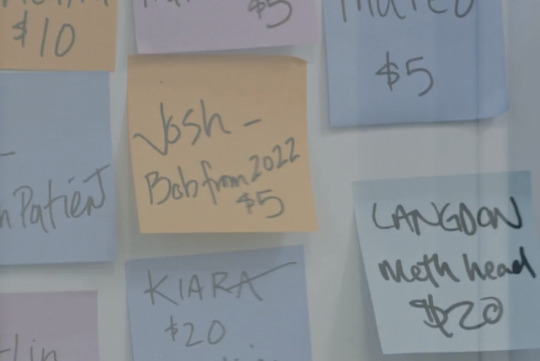 $10
$5
$5
Josh -
Bob from 2022
$5
n Patient
LANGDON
Meth head
$20
KIARA
$20